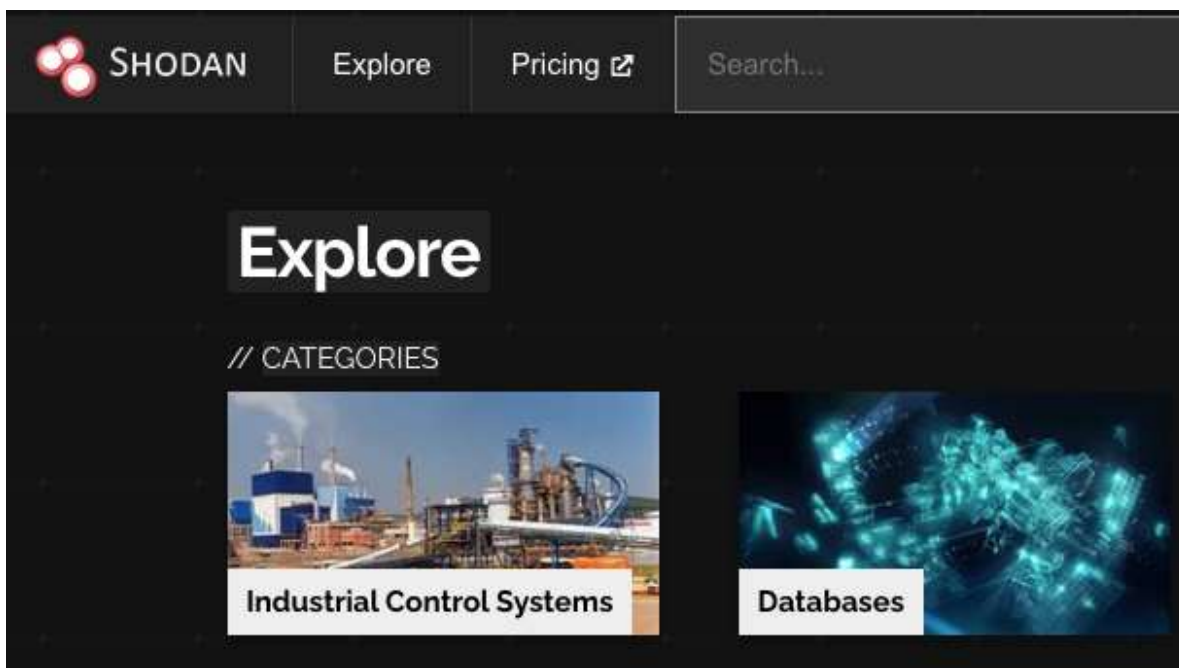 SHODAN Explore Pricing Search...
Explore
// CATEGORIES
Industrial Control Systems Databases